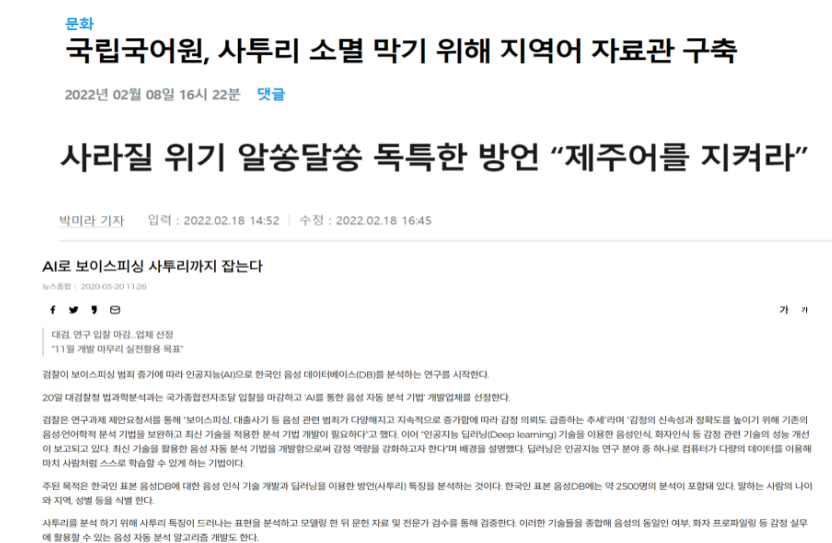 문화
국립국어원, 사투리 소멸 막기 위해 지역어 자료관 구축
2022년 02월 08일 16시 22분 댓글
사라질 위기 알쏭달쏭 독특한 방언 “제주어를 지켜라”
박미라 기자 입력 : 2022.02.18 14:52 수정 : 2022.02.18 16:45
AI로 보이스피싱 사투리까지 잡는다
뉴스종합 | 2020-03-20 11:26
가 가
대검, 연구 입찰 마감…업체 선정
“11월 개발 마무리 실전활용 목표”
검찰이 보이스피싱 범죄 증가에 따라 인공지능(AI)으로 한국인 음성 데이터베이스(DB)를 분석하는 연구를 시작한다.
20일 대검찰청 법과학분석과는 국가종합전자조달 입찰을 마감하고 ‘AI를 통한 음성 자동 분석 기법’ 개발업체를 선정한다.
검찰은 연구과제 제안요청서를 통해 “보이스피싱, 대출사기 등 음성 관련 범죄가 다양해지고 지속적으로 증가함에 따라 감정 의뢰도 급증하는 추세”라며 “감정의 신속성과 정확도를 높이기 위해 기존의
음성·언어학적 분석 기법을 보완하고 최신 기술을 적용한 분석 기법 개발이 필요하다”고 했다. 이어 “인공지능 딥러닝(Deep learning) 기술을 이용한 음성인식, 화자인식 등 감정 관련 기술의 성능 개선
이 보고되고 있다. 최신 기술을 활용한 음성 자동 분석 기법을 개발함으로써 감정 역량을 강화하고자 한다”며 배경을 설명했다. 딥러닝은 인공지능 연구 분야 중 하나로 컴퓨터가 다량의 데이터를 이용해
마치 사람처럼 스스로 학습할 수 있게 하는 기법이다.
주된 목적은 한국인 표본 음성DB에 대한 음성 인식 기술 개발과 딥러닝을 이용한 방언(사투리) 특징을 분석하는 것이다. 한국인 표본 음성DB에는 약 2500명의 분석이 포함돼 있다. 말하는 사람의 나이
와 지역, 성별 등을 식별 한다.
사투리를 분석 하기 위해 사투리 특징이 드러나는 표현을 분석하고 모델링 한 뒤 문헌 자료 및 전문가 검수를 통해 검증한다. 이러한 기술들을 종합해 음성의 동일인 여부, 화자 프로파일링 등 감정 실무
에 활용할 수 있는 음성 자동 분석 알고리즘 개발도 한다.